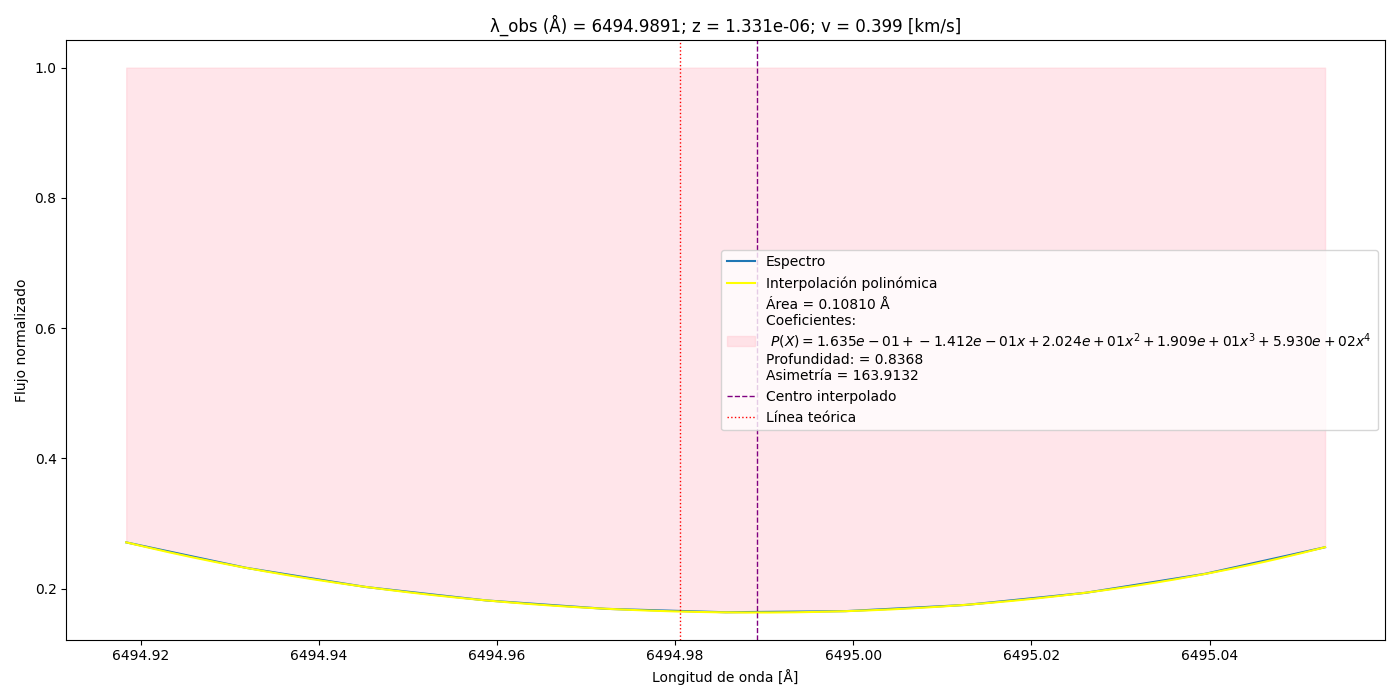 λ_obs (Å) = 6494.9891; z = 1.331e-06; v = 0.399 [km/s]
Flujo normalizado
1.0
0.8
0.6
0.4
0.2
Espectro
Interpolación polinómica
Área = 0.10810 Å
Coeficientes:
P(X) = 1.635e − 01 + − 1.412e − 01x + 2.024e + 01x² + 1.909e + 01x³ + 5.930e + 02x⁴
Profundidad: = 0.8368
Asimetría = 163.9132
Centro interpolado
Línea teórica
6494.92 6494.94 6494.96 6494.98 6495.00 6495.02 6495.04
Longitud de onda [Å]